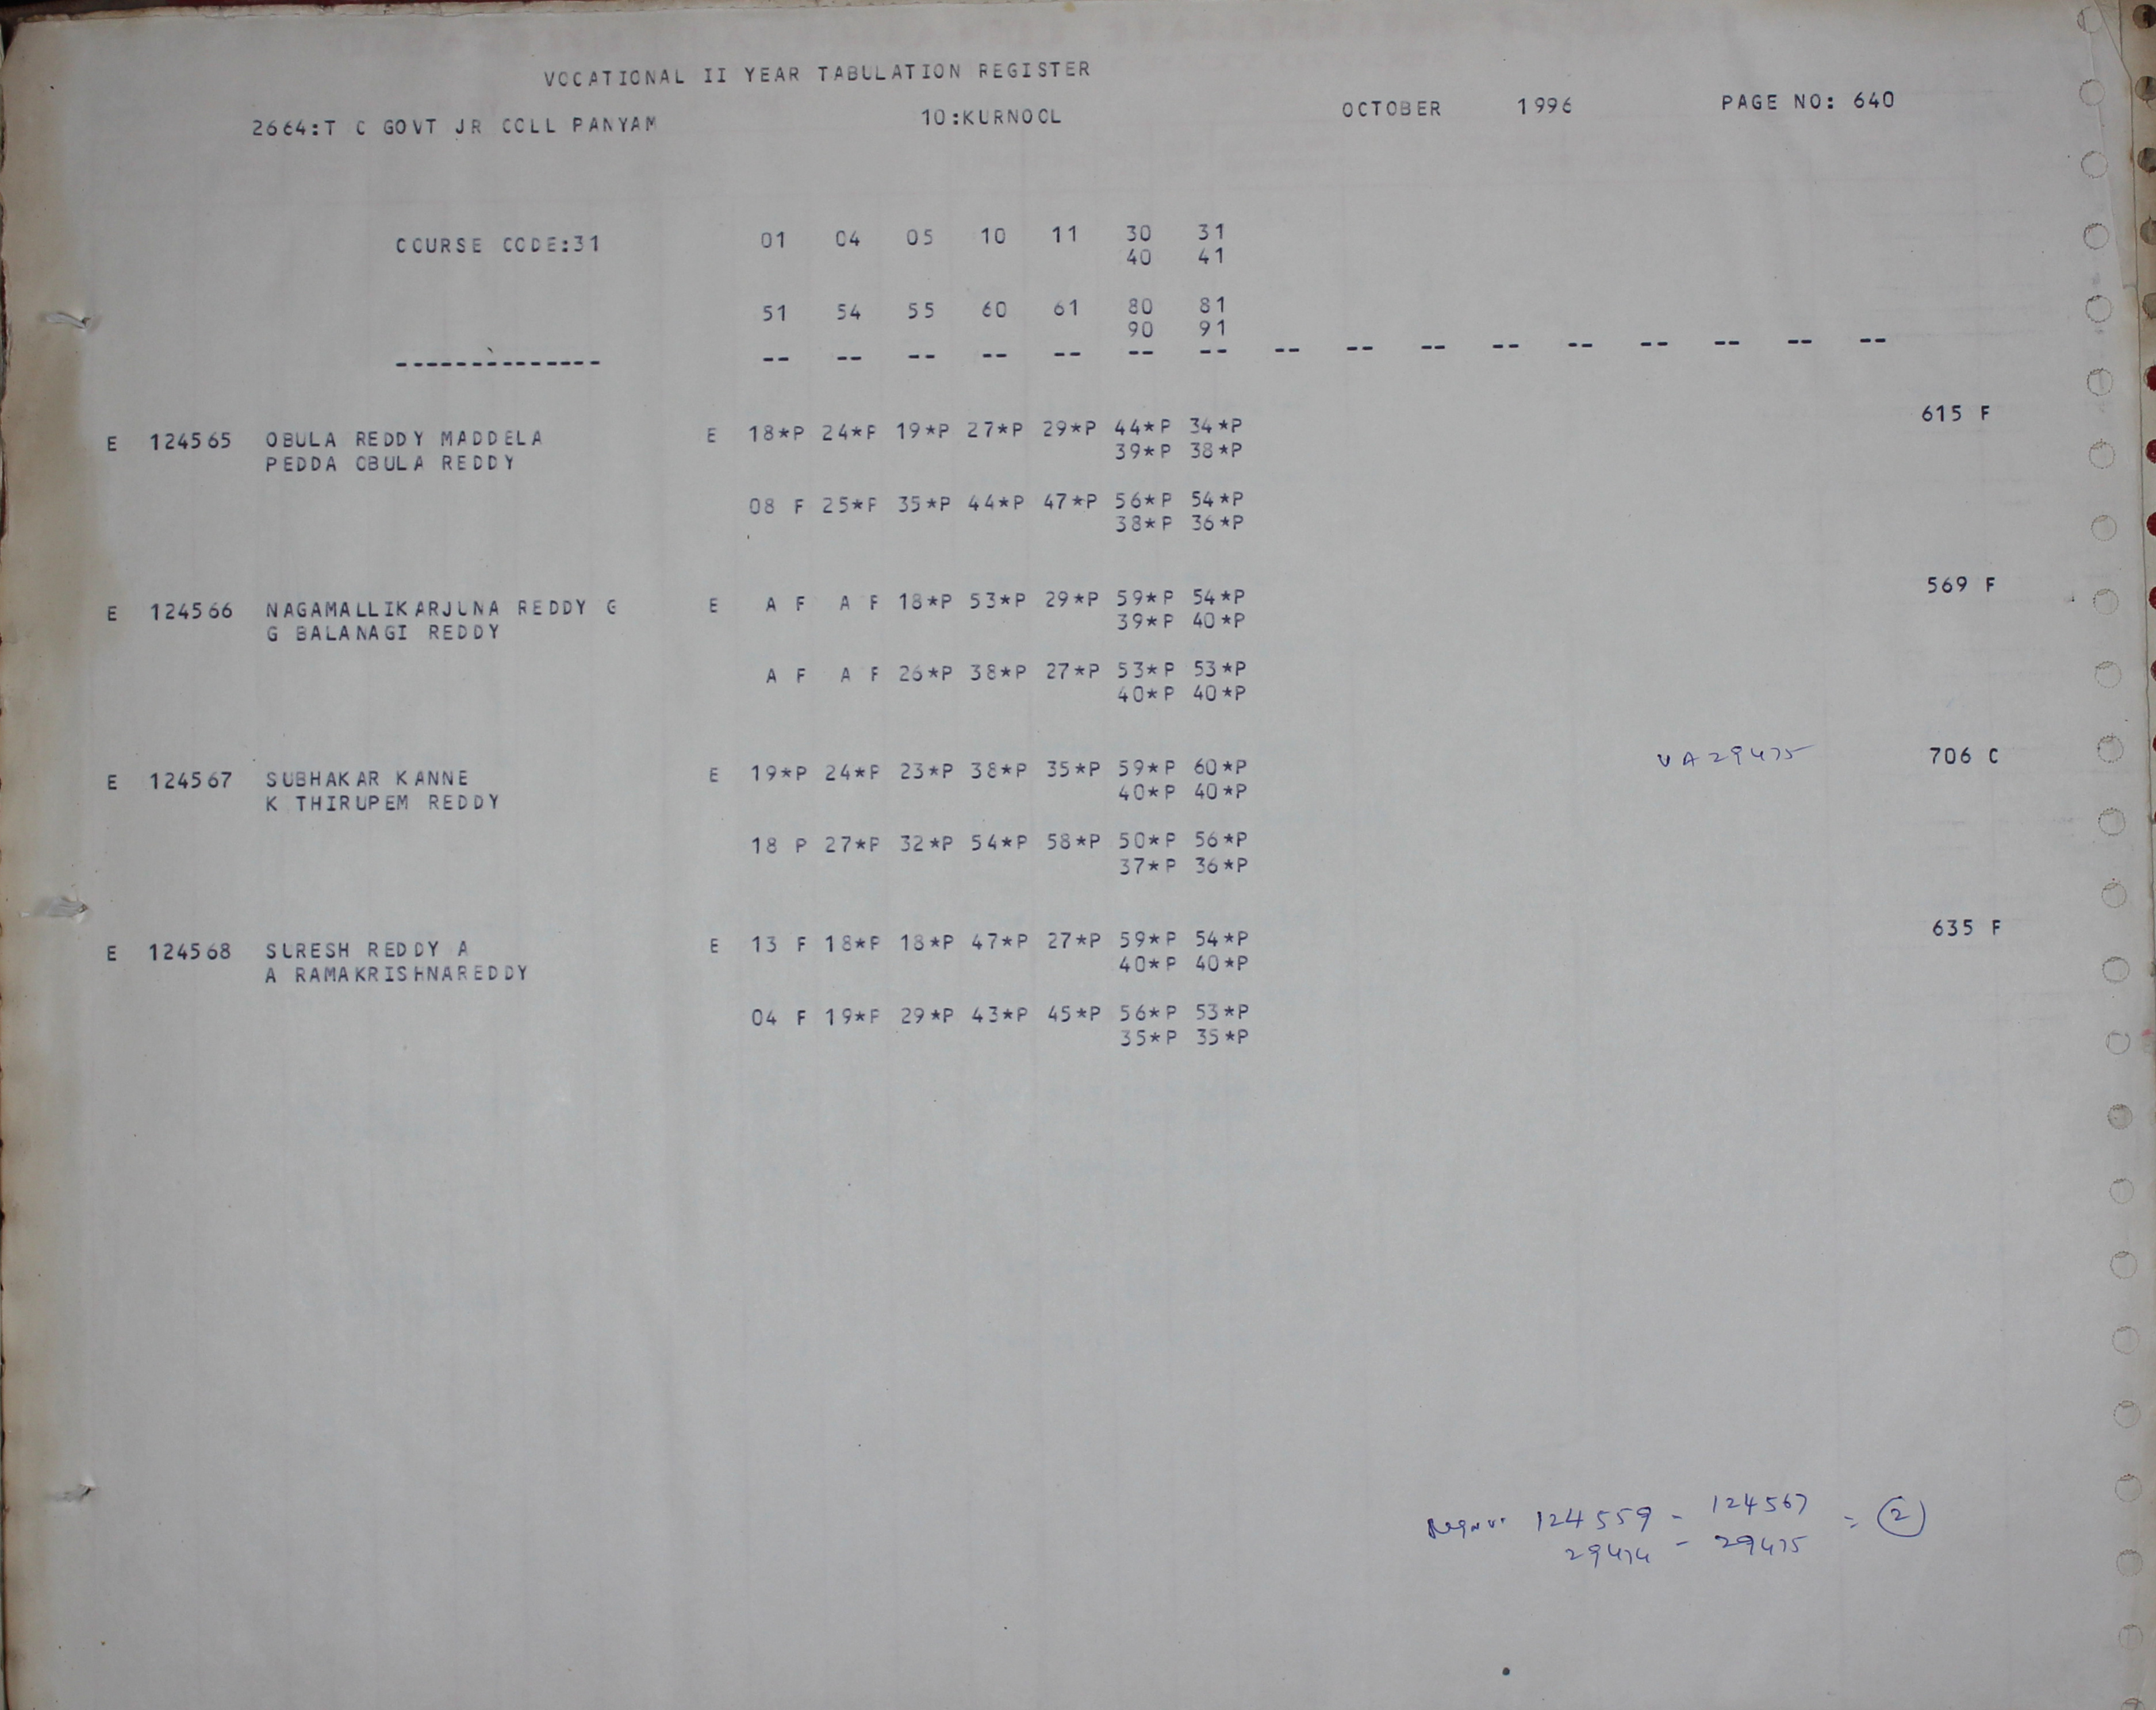 VOCATIONAL II YEAR TABULATION REGISTER
2664:T C GOVT JR COLL PANYAM 10:KURNOOL OCTOBER 1996 PAGE NO: 640
COURSE CODE:31 01 04 05 10 11 30 31
40 41
51 54 55 60 61 80 81
90 91
-------------- -- -- -- -- -- -- -- -- -- -- -- -- -- -- -- --
E 124565 OBULA REDDY MADDELA E 18*P 24*P 19*P 27*P 29*P 44*P 34*P 615 F
PEDDA OBULA REDDY 39*P 38*P
08 F 25*P 35*P 44*P 47*P 56*P 54*P
38*P 36*P
E 124566 NAGAMALLIKARJUNA REDDY G E A F A F 18*P 53*P 29*P 59*P 54*P 569 F
G BALANAGI REDDY 39*P 40*P
A F A F 26*P 38*P 27*P 53*P 53*P
40*P 40*P
E 124567 SUBHAKAR KANNE E 19*P 24*P 23*P 38*P 35*P 59*P 60*P VA29475 706 C
K THIRUPEM REDDY 40*P 40*P
18 P 27*P 32*P 54*P 58*P 50*P 56*P
37*P 36*P
E 124568 SURESH REDDY A E 13 F 18*P 18*P 47*P 27*P 59*P 54*P 635 F
A RAMAKRISHNAREDDY 40*P 40*P
04 F 19*P 29*P 43*P 45*P 56*P 53*P
35*P 35*P
124559 - 124567 = 2
29474 - 29475